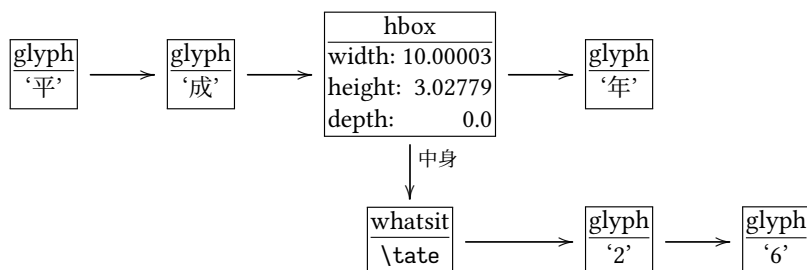 hbox
glyph glyph width: 10.00003 glyph
‘平’ ‘成’ height: 3.02779 ‘年’
depth: 0.0
中身
whatsit glyph glyph
\tate ‘2’ ‘6’